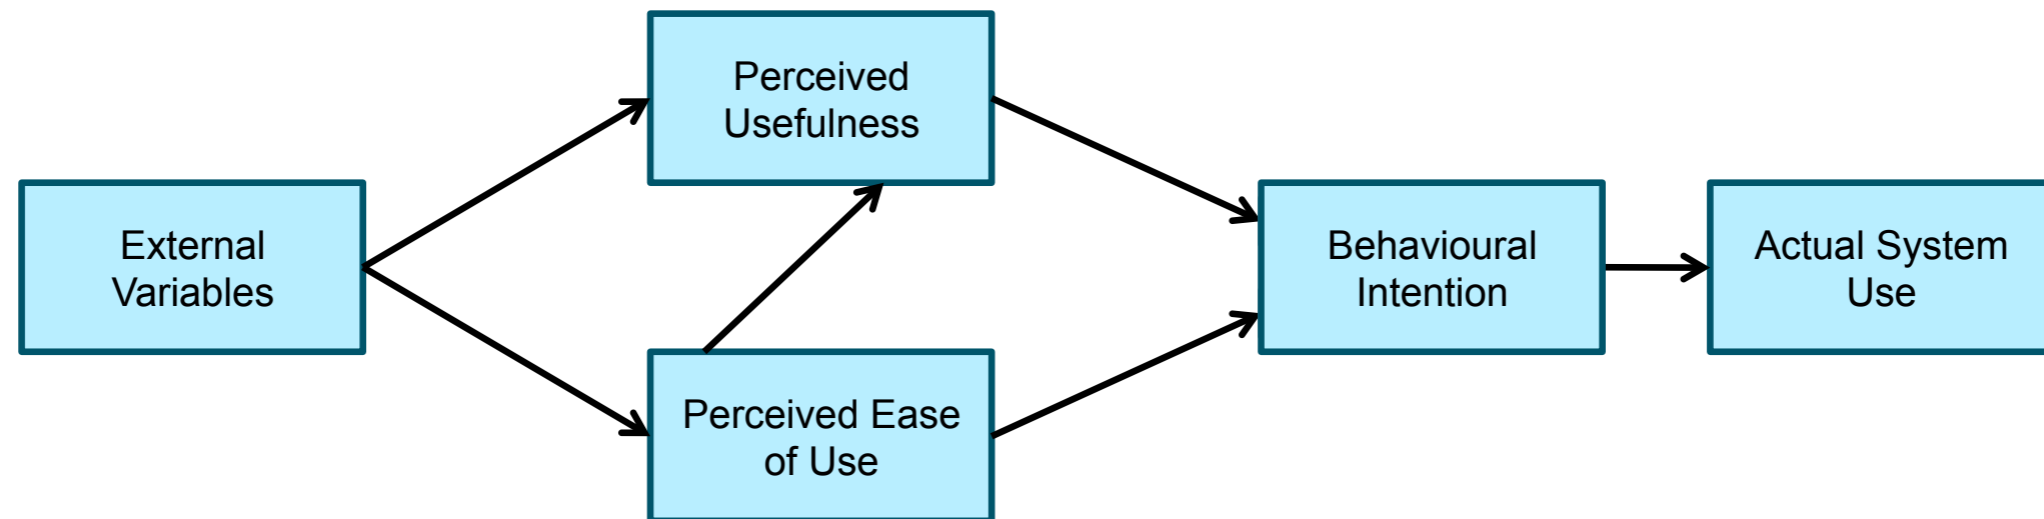 Perceived
Usefulness
External
Variables
Perceived Ease
of Use
Behavioural
Intention
Actual System
Use